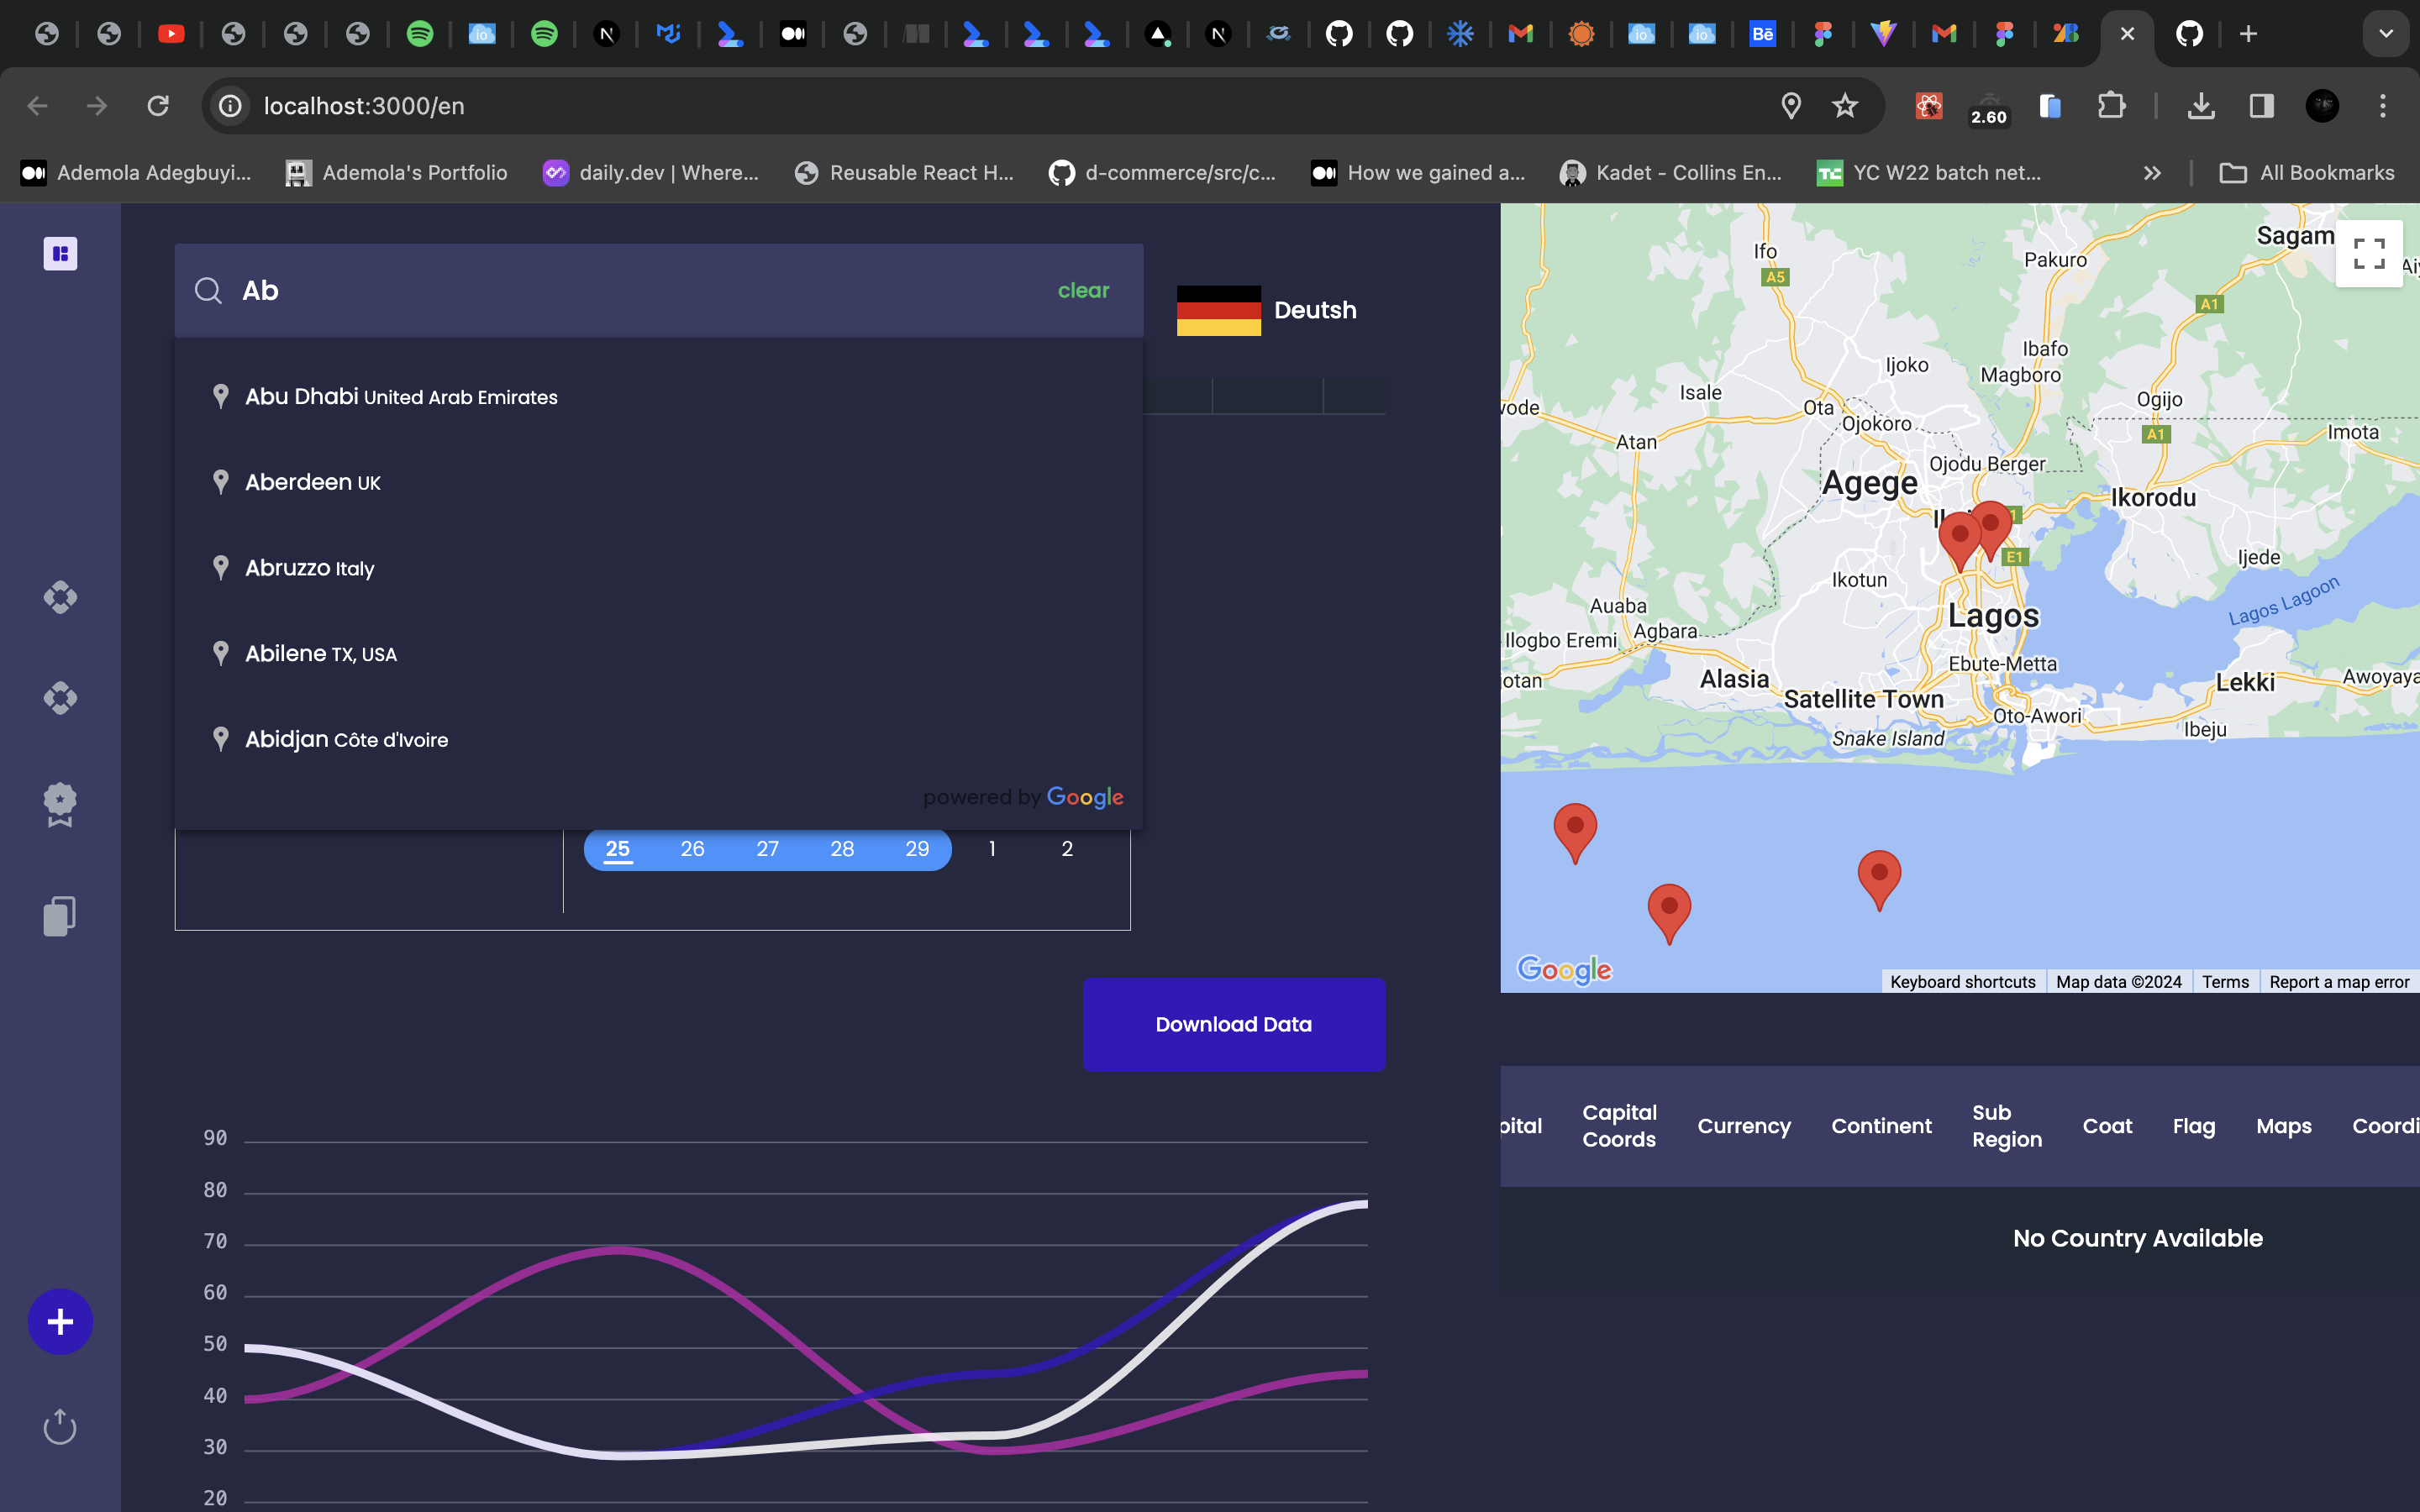 localhost:3000/en
2.60
Ademola Adegbuyi...
Ademola's Portfolio
daily.dev | Where...
Reusable React H...
d-commerce/src/c...
How we gained a...
Kadet - Collins En...
YC W22 batch net...
All Bookmarks
Ab
clear
Deutsh
Abu Dhabi United Arab Emirates
Aberdeen UK
Abruzzo Italy
Abilene TX, USA
Abidjan Côte d'Ivoire
powered by Google
25 26 27 28 29 1 2
Download Data
90
80
70
60
50
40
30
20
Sagam
Ifo
A5
Pakuro
A1
Ibafo
Ijoko
Magboro
Isale
Ota
Ogijo
Ojokoro
A1
Atan
Imota
Ojodu Berger
Agege
Ikorodu
E1
Ijede
Ikotun
Auaba
Lagos Lagoon
Lagos
Ilogbo Eremi
Agbara
Ebute-Metta
Alasia
Lekki
Awoyaya
Satellite Town
Oto-Awori
Ibeju
Snake Island
Google
Keyboard shortcuts
Map data ©2024
Terms
Report a map error
pital
Capital
Coords
Currency
Continent
Sub
Region
Coat
Flag
Maps
Coordi
No Country Available